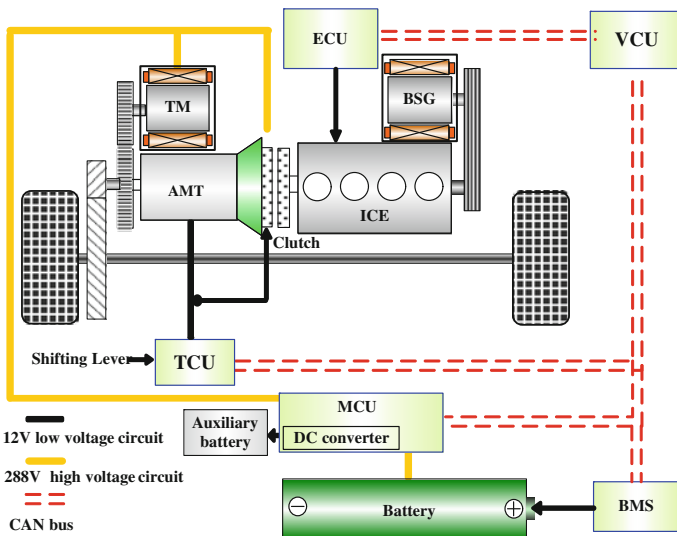 ECU
VCU
TM
BSG
AMT
ICE
Clutch
Shifting Lever
TCU
MCU
DC converter
Auxiliary
battery
12V low voltage circuit
288V high voltage circuit
CAN bus
Battery
BMS